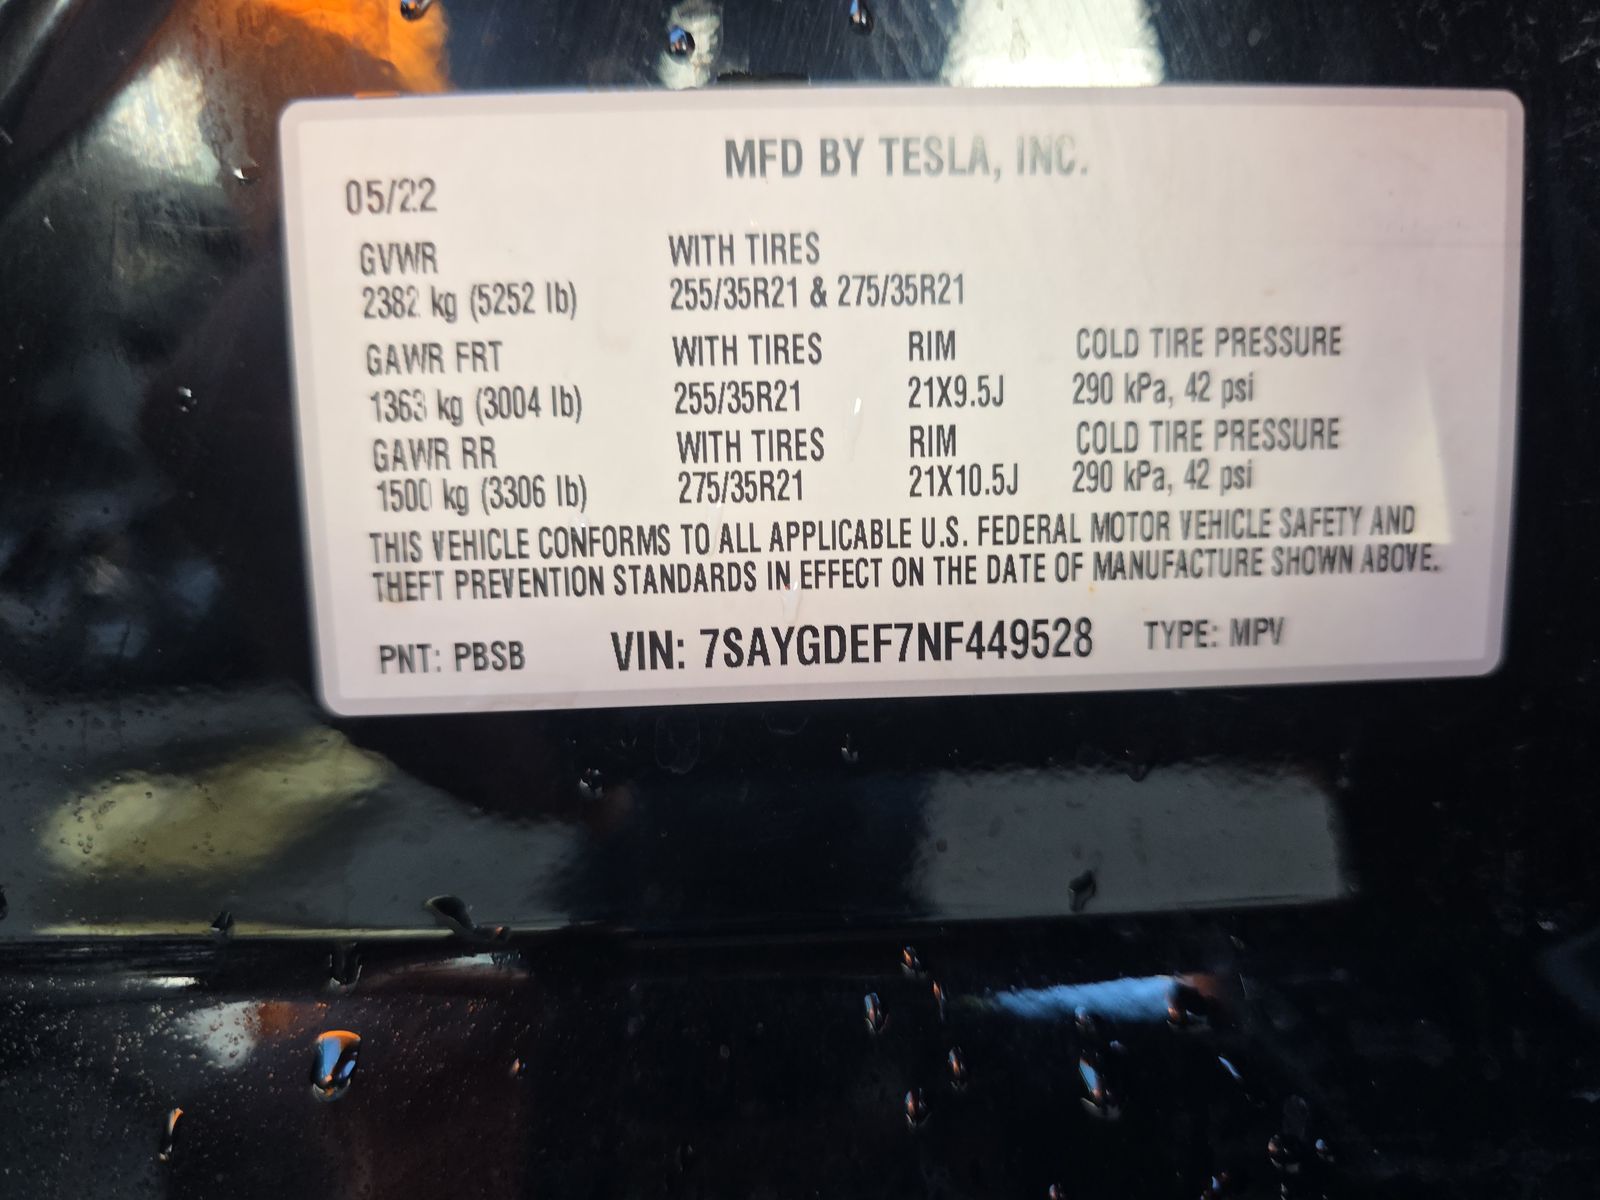 MFD BY TESLA, INC.
05/22
GVWR WITH TIRES
2382 kg (5252 lb) 255/35R21 & 275/35R21
GAWR FRT WITH TIRES RIM COLD TIRE PRESSURE
1363 kg (3004 lb) 255/35R21 21X9.5J 290 kPa, 42 psi
GAWR RR WITH TIRES RIM COLD TIRE PRESSURE
1500 kg (3306 lb) 275/35R21 21X10.5J 290 kPa, 42 psi
THIS VEHICLE CONFORMS TO ALL APPLICABLE U.S. FEDERAL MOTOR VEHICLE SAFETY AND
THEFT PREVENTION STANDARDS IN EFFECT ON THE DATE OF MANUFACTURE SHOWN ABOVE.
PNT: PBSB VIN: 7SAYGDEF7NF449528 TYPE: MPV